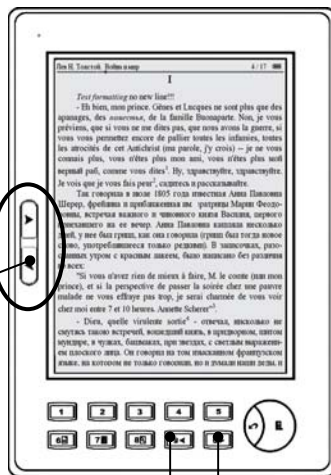 Лев Н. Толстой. Война и мир 4 / 17
I
Test formatting no new line!!!
- Eh bien, mon prince. Gênes et Lucques ne sont plus que des
apanages, des поместья, de la famille Buonaparte. Non, je vous
préviens, que si vous ne me dites pas, que nous avons la guerre, si
vous vous permettez encore de pallier toutes les infamies, toutes
les atrocités de cet Antichrist (ma parole, j'y crois) -- je ne vous
connais plus, vous n'êtes plus mon ami, vous n'êtes plus мой
верный раб, comme vous dites¹. Ну, здравствуйте, здравствуйте.
Je vois que je vous fais peur², садитесь и рассказывайте.
Так говорила в июле 1805 года известная Анна Павловна
Шерер, фрейлина и приближенная им ратрицы Марии Феодо-
овны, встречая важного и чиновного князя Василия, первого
приехавшего на ее вечер. Анна Павловна кашляла несколько
дней, у нее был грипп, как она говорила (грипп был тогда новое
слово, употреблявшееся только редкими). В записочках, разо-
сланных утром с красным лакеем, было написано без различия
во всех:
"Si vous n'avez rien de mieux à faire, M. le comte (или mon
prince), et si la perspective de passer la soirée chez une pauvre
malade ne vous effraye pas trop, je serai charmée de vous voir
chez moi entre 7 et 10 heures. Annette Scherer"³.
- Dieu, quelle virulente sortie⁴ - отвечал, нисколько не
смутясь такою встречей, вошедший князь, в придворном, шитом
мундире, в чулках, башмаках, при звездах, с светлым выражени-
ем плоского лица. Он говорил на том изысканном французском
языке, на котором не только говорили, но и думали наши деды, и
1 2 3 4 5
6 7 8